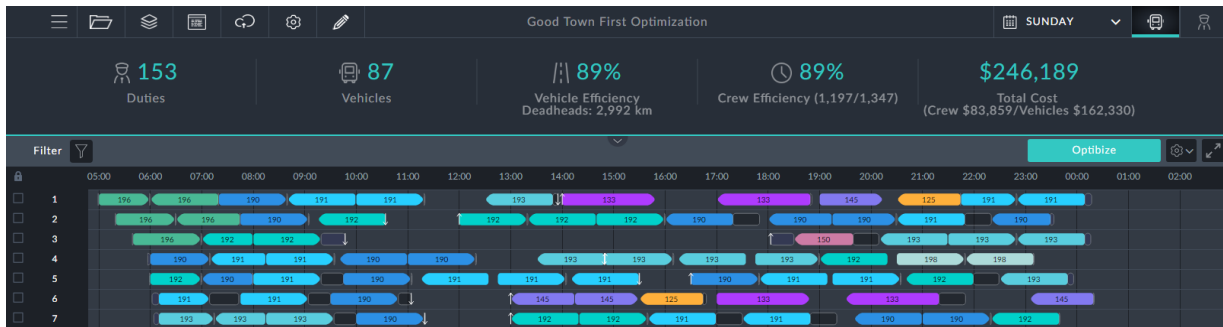 Good Town First Optimization
SUNDAY
153
Duties
87
Vehicles
89%
Vehicle Efficiency
Deadheads: 2,992 km
89%
Crew Efficiency (1,197/1,347)
$246,189
Total Cost
(Crew $83,859/Vehicles $162,330)
Filter
Optibize
05:00 06:00 07:00 08:00 09:00 10:00 11:00 12:00 13:00 14:00 15:00 16:00 17:00 18:00 19:00 20:00 21:00 22:00 23:00 00:00 01:00 02:00
1 196 196 190 191 191 193 133 133 145 125 191 191
2 196 196 190 192 192 192 192 190 190 190 191 190
3 196 192 192 150 193 193 193
4 190 191 191 190 190 193 193 193 193 192 198 198
5 192 190 191 190 191 191 191 190 191 191 192 193
6 191 191 190 145 145 125 133 133 145
7 193 193 193 190 192 192 191 191 190 190 192